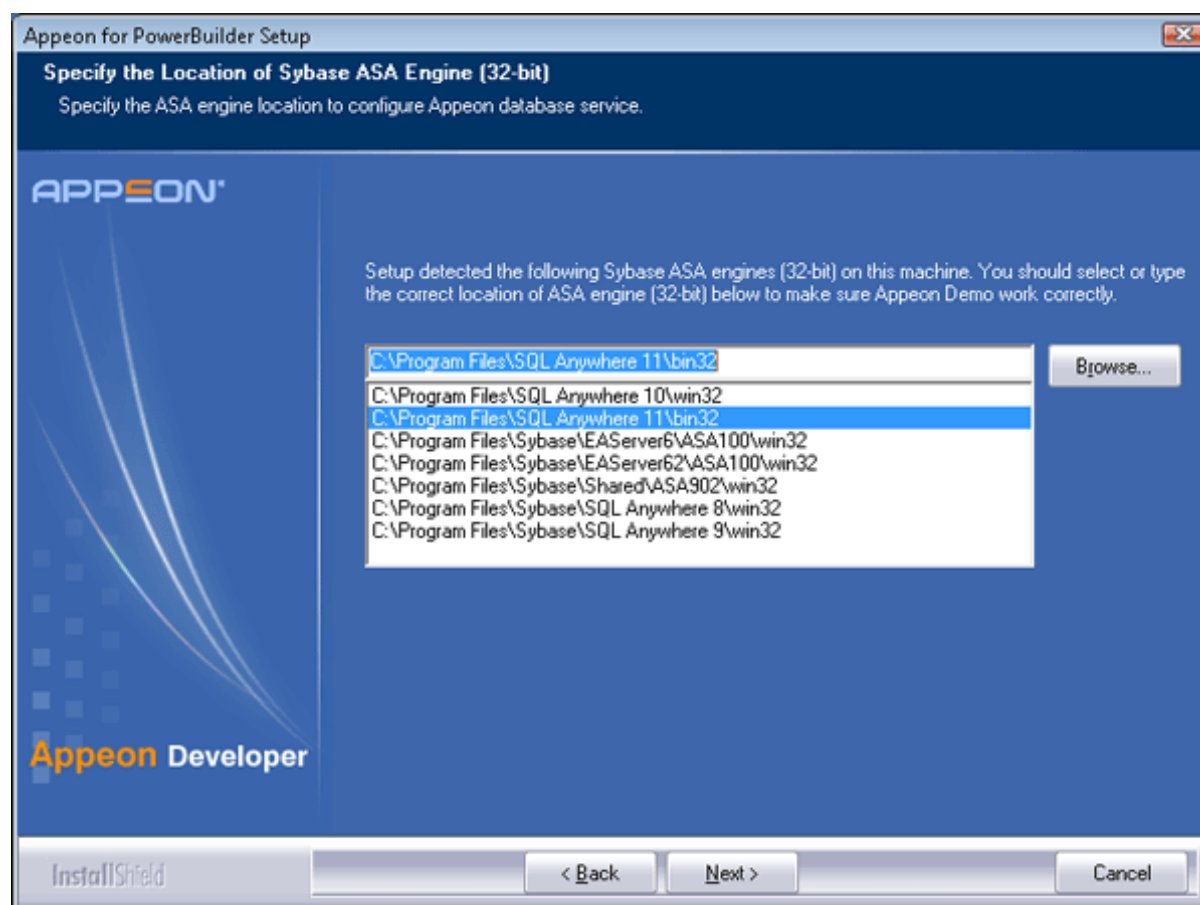 Appeon for PowerBuilder Setup
Specify the Location of Sybase ASA Engine (32-bit)
Specify the ASA engine location to configure Appeon database service.
APPEON
Setup detected the following Sybase ASA engines (32-bit) on this machine. You should select or type
the correct location of ASA engine (32-bit) below to make sure Appeon Demo work correctly.
C:\Program Files\SQL Anywhere 11\bin32
Browse...
C:\Program Files\SQL Anywhere 10\win32
C:\Program Files\SQL Anywhere 11\bin32
C:\Program Files\Sybase\EAServer6\ASA100\win32
C:\Program Files\Sybase\EAServer62\ASA100\win32
C:\Program Files\Sybase\Shared\ASA902\win32
C:\Program Files\Sybase\SQL Anywhere 8\win32
C:\Program Files\Sybase\SQL Anywhere 9\win32
Appeon Developer
InstallShield
< Back
Next >
Cancel